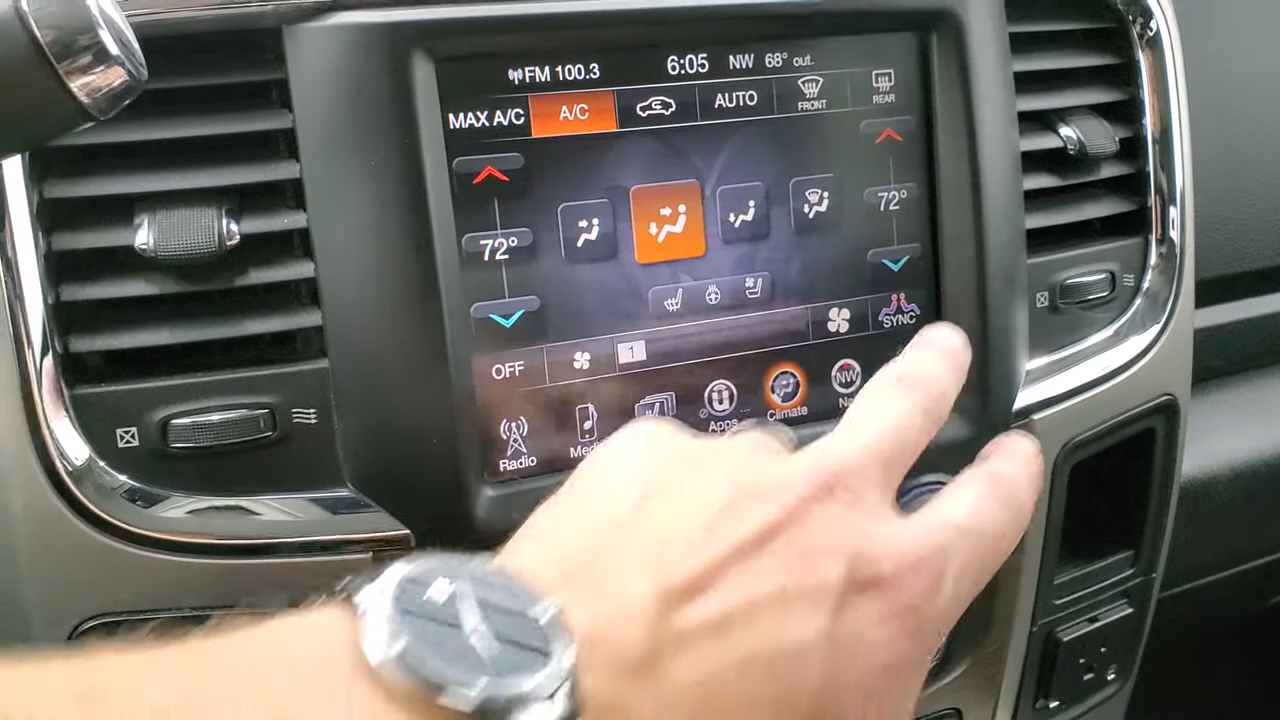 FM 100.3 6:05 NW 68° out.
MAX A/C A/C AUTO FRONT REAR
72° 72°
OFF 1 SYNC
Radio Apps Climate NW